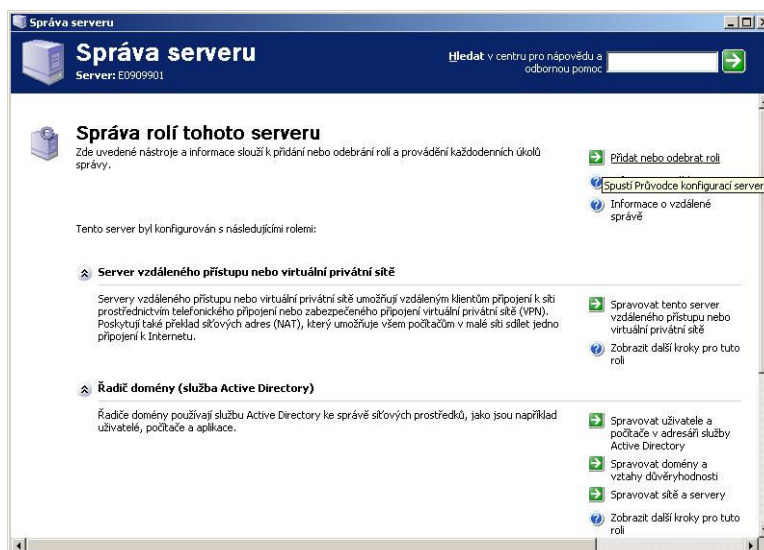 Správa serveru
Správa serveru
Server: E0909901
Hledat v centru pro nápovědu a
odbornou pomoc
Správa rolí tohoto serveru
Zde uvedené nástroje a informace slouží k přidání nebo odebrání rolí a provádění každodenních úkolů
správy.
Přidat nebo odebrat roli
Spustí Průvodce konfigurací server
Informace o vzdálené
správě
Tento server byl konfigurován s následujícími rolemi:
Server vzdáleného přístupu nebo virtuální privátní sítě
Servery vzdáleného přístupu nebo virtuální privátní sítě umožňují vzdáleným klientům připojení k síti
prostřednictvím telefonického připojení nebo zabezpečeného připojení virtuální privátní sítě (VPN).
Poskytují také překlad síťových adres (NAT), který umožňuje všem počítačům v malé síti sdílet jedno
připojení k Internetu.
Spravovat tento server
vzdáleného přístupu nebo
virtuální privátní sítě
Zobrazit další kroky pro tuto
roli
Řadič domény (služba Active Directory)
Řadiče domény používají službu Active Directory ke správě síťových prostředků, jako jsou například
uživatelé, počítače a aplikace.
Spravovat uživatele a
počítače v adresáři služby
Active Directory
Spravovat domény a
vztahy důvěryhodnosti
Spravovat sítě a servery
Zobrazit další kroky pro tuto
roli